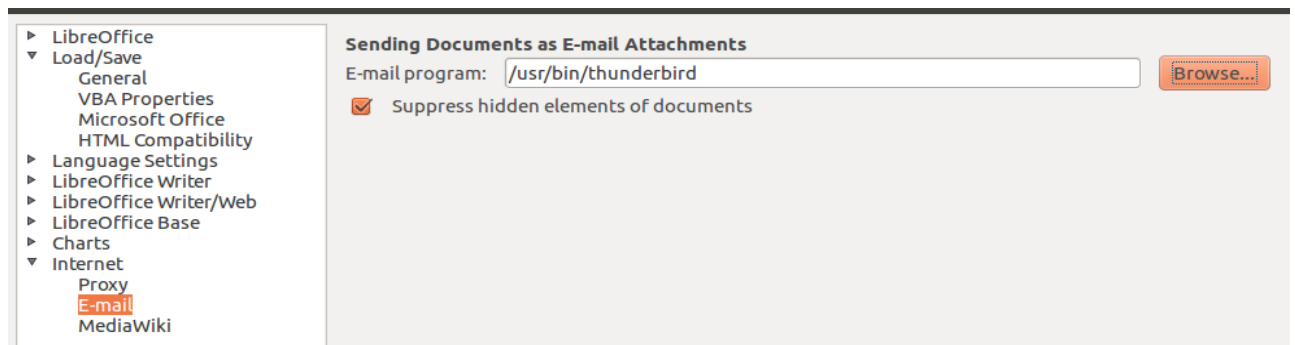 LibreOffice
Load/Save
General
VBA Properties
Microsoft Office
HTML Compatibility
Language Settings
LibreOffice Writer
LibreOffice Writer/Web
LibreOffice Base
Charts
Internet
Proxy
E-mail
MediaWiki
Sending Documents as E-mail Attachments
E-mail program: /usr/bin/thunderbird Browse...
Suppress hidden elements of documents